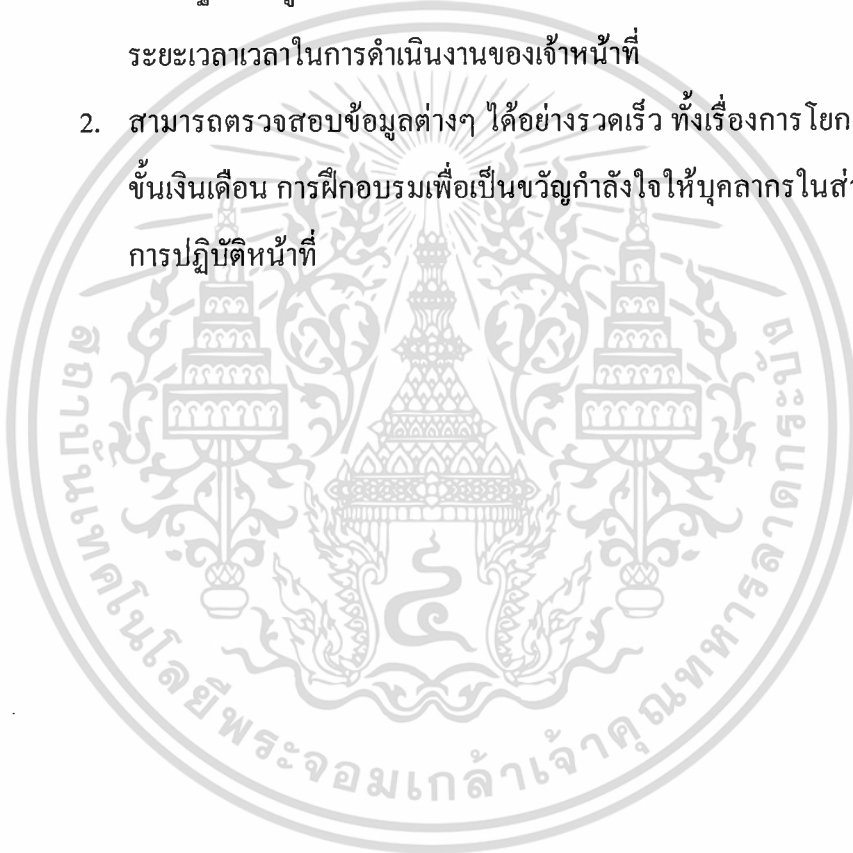 ระยะเวลาเวลาในการดำเนินงานของเจ้าหน้าที่
2. สามารถตรวจสอบข้อมูลต่างๆ ได้อย่างรวดเร็ว ทั้งเรื่องการโยก
ขั้นเงินเดือน การฝึกอบรมเพื่อเป็นขวัญกำลังใจให้บุคลากรในส่ว
การปฏิบัติหน้าที่
สถาบันเทคโนโลยีพระจอมเกล้าเจ้าคุณทหารลาดกระบัง